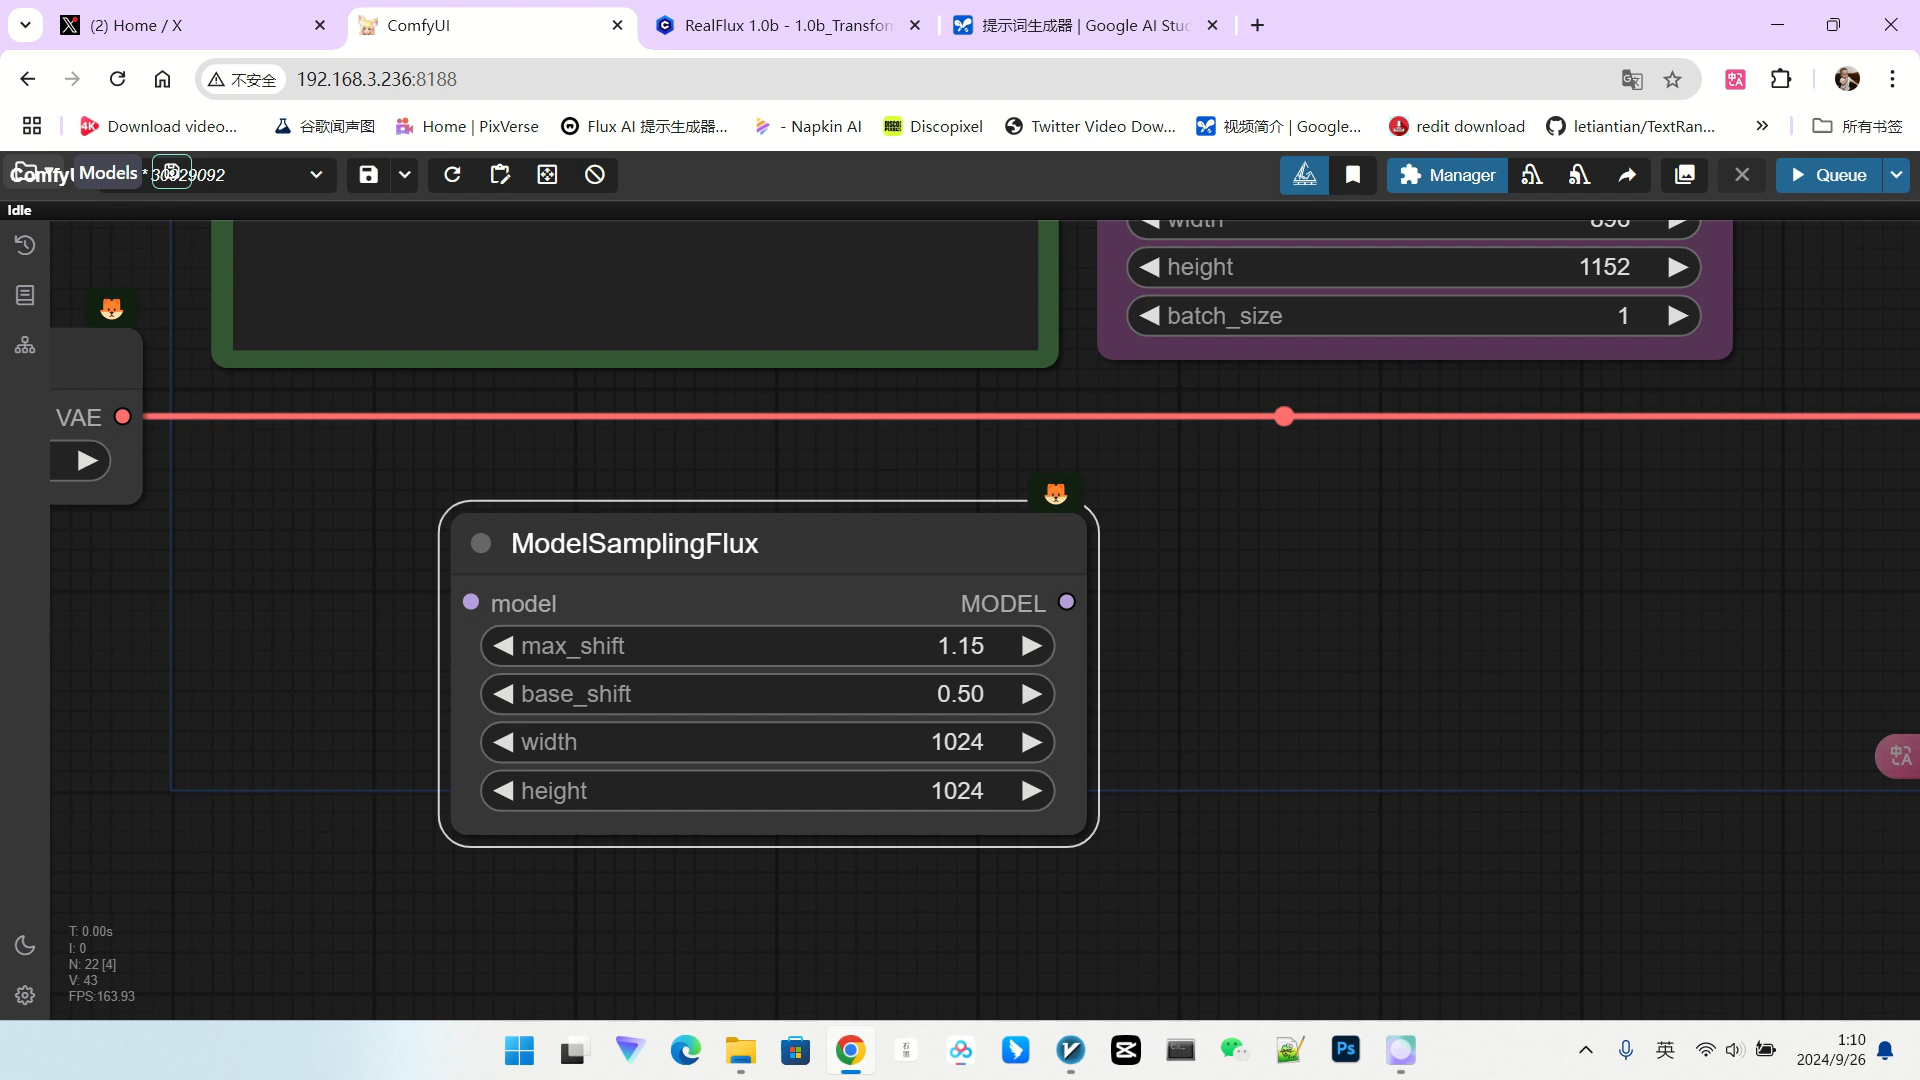 (2) Home / X
ComfyUI
RealFlux 1.0b - 1.0b_Transfor
提示词生成器 | Google AI Stud
不安全
192.168.3.236:8188
Download video...
谷歌闻声图
Home | PixVerse
Flux AI 提示生成器...
- Napkin AI
Discopixel
Twitter Video Dow...
视频简介 | Google...
redit download
letiantian/TextRan...
»
所有书签
Models
Manager
Queue
Idle
width
896
height
1152
batch_size
1
VAE
ModelSamplingFlux
model
MODEL
max_shift
1.15
base_shift
0.50
width
1024
height
1024
T: 0.00s
I: 0
N: 22 [4]
V: 43
FPS:163.93
Ps
英
1:10
2024/9/26